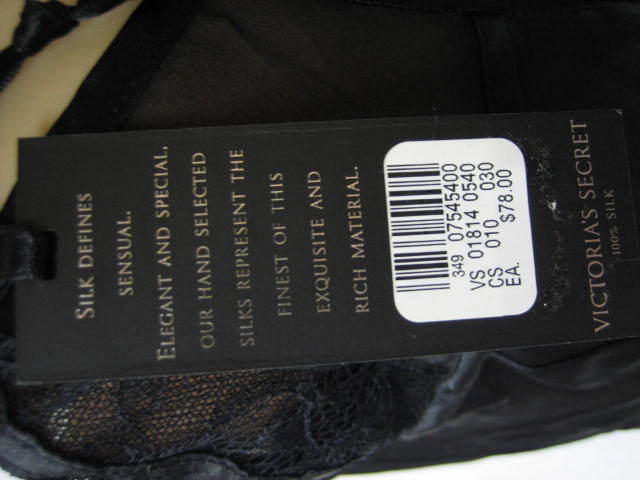 SILK DEFINES
SENSUAL.
ELEGANT AND SPECIAL,
OUR HAND SELECTED
SILKS REPRESENT THE
FINEST OF THIS
EXQUISITE AND
RICH MATERIAL.
349 07545400
VS 01814 0540
CS 010 030
EA. $78.00
VICTORIA'S SECRET
100% SILK